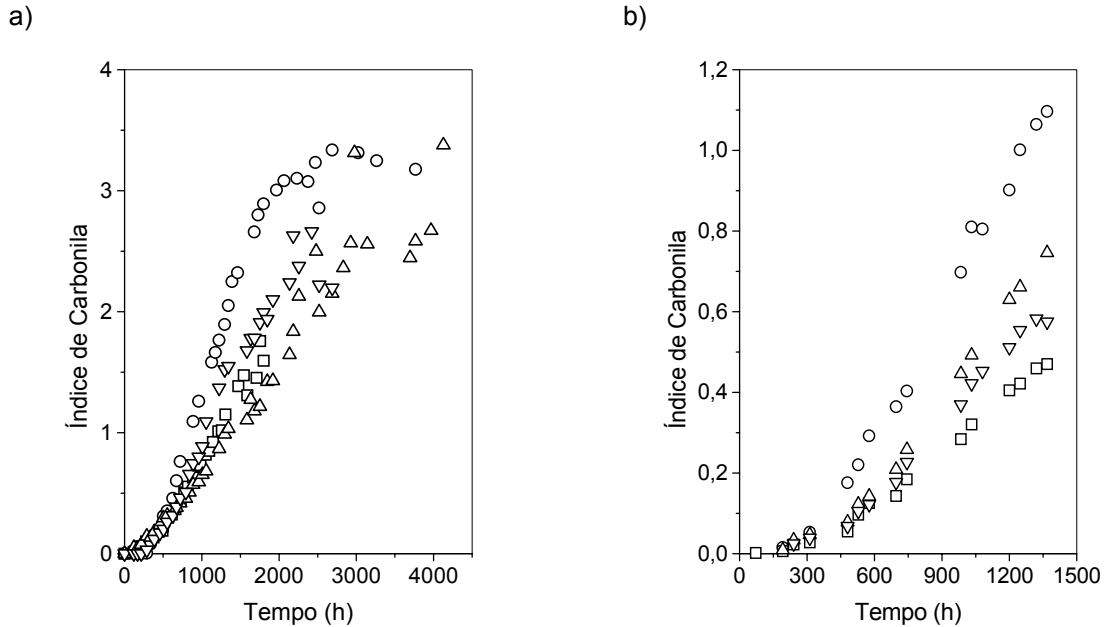 a)
4
3
2
1
0
0 1000 2000 3000 4000
Índice de Carbonila
Tempo (h)
b)
1,2
1,0
0,8
0,6
0,4
0,2
0,0
0 300 600 900 1200 1500
Índice de Carbonila
Tempo (h)